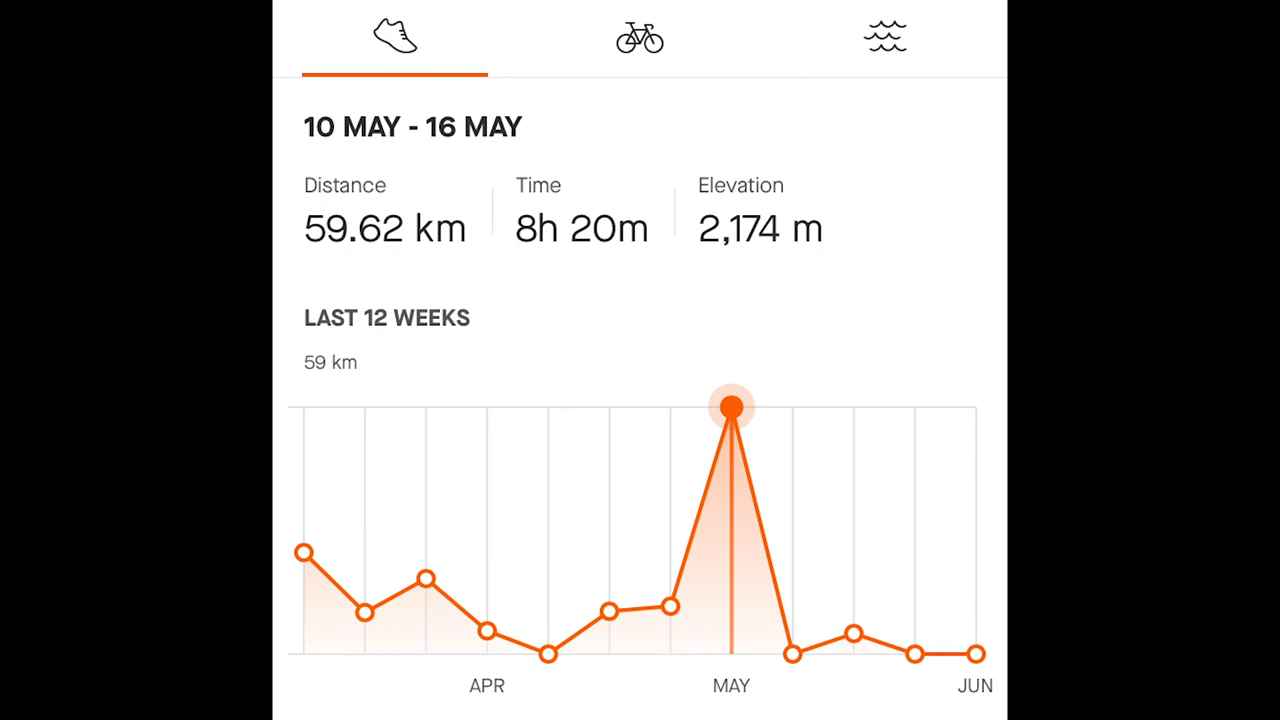 10 MAY - 16 MAY
Distance Time Elevation
59.62 km 8h 20m 2,174 m
LAST 12 WEEKS
59 km
APR MAY JUN